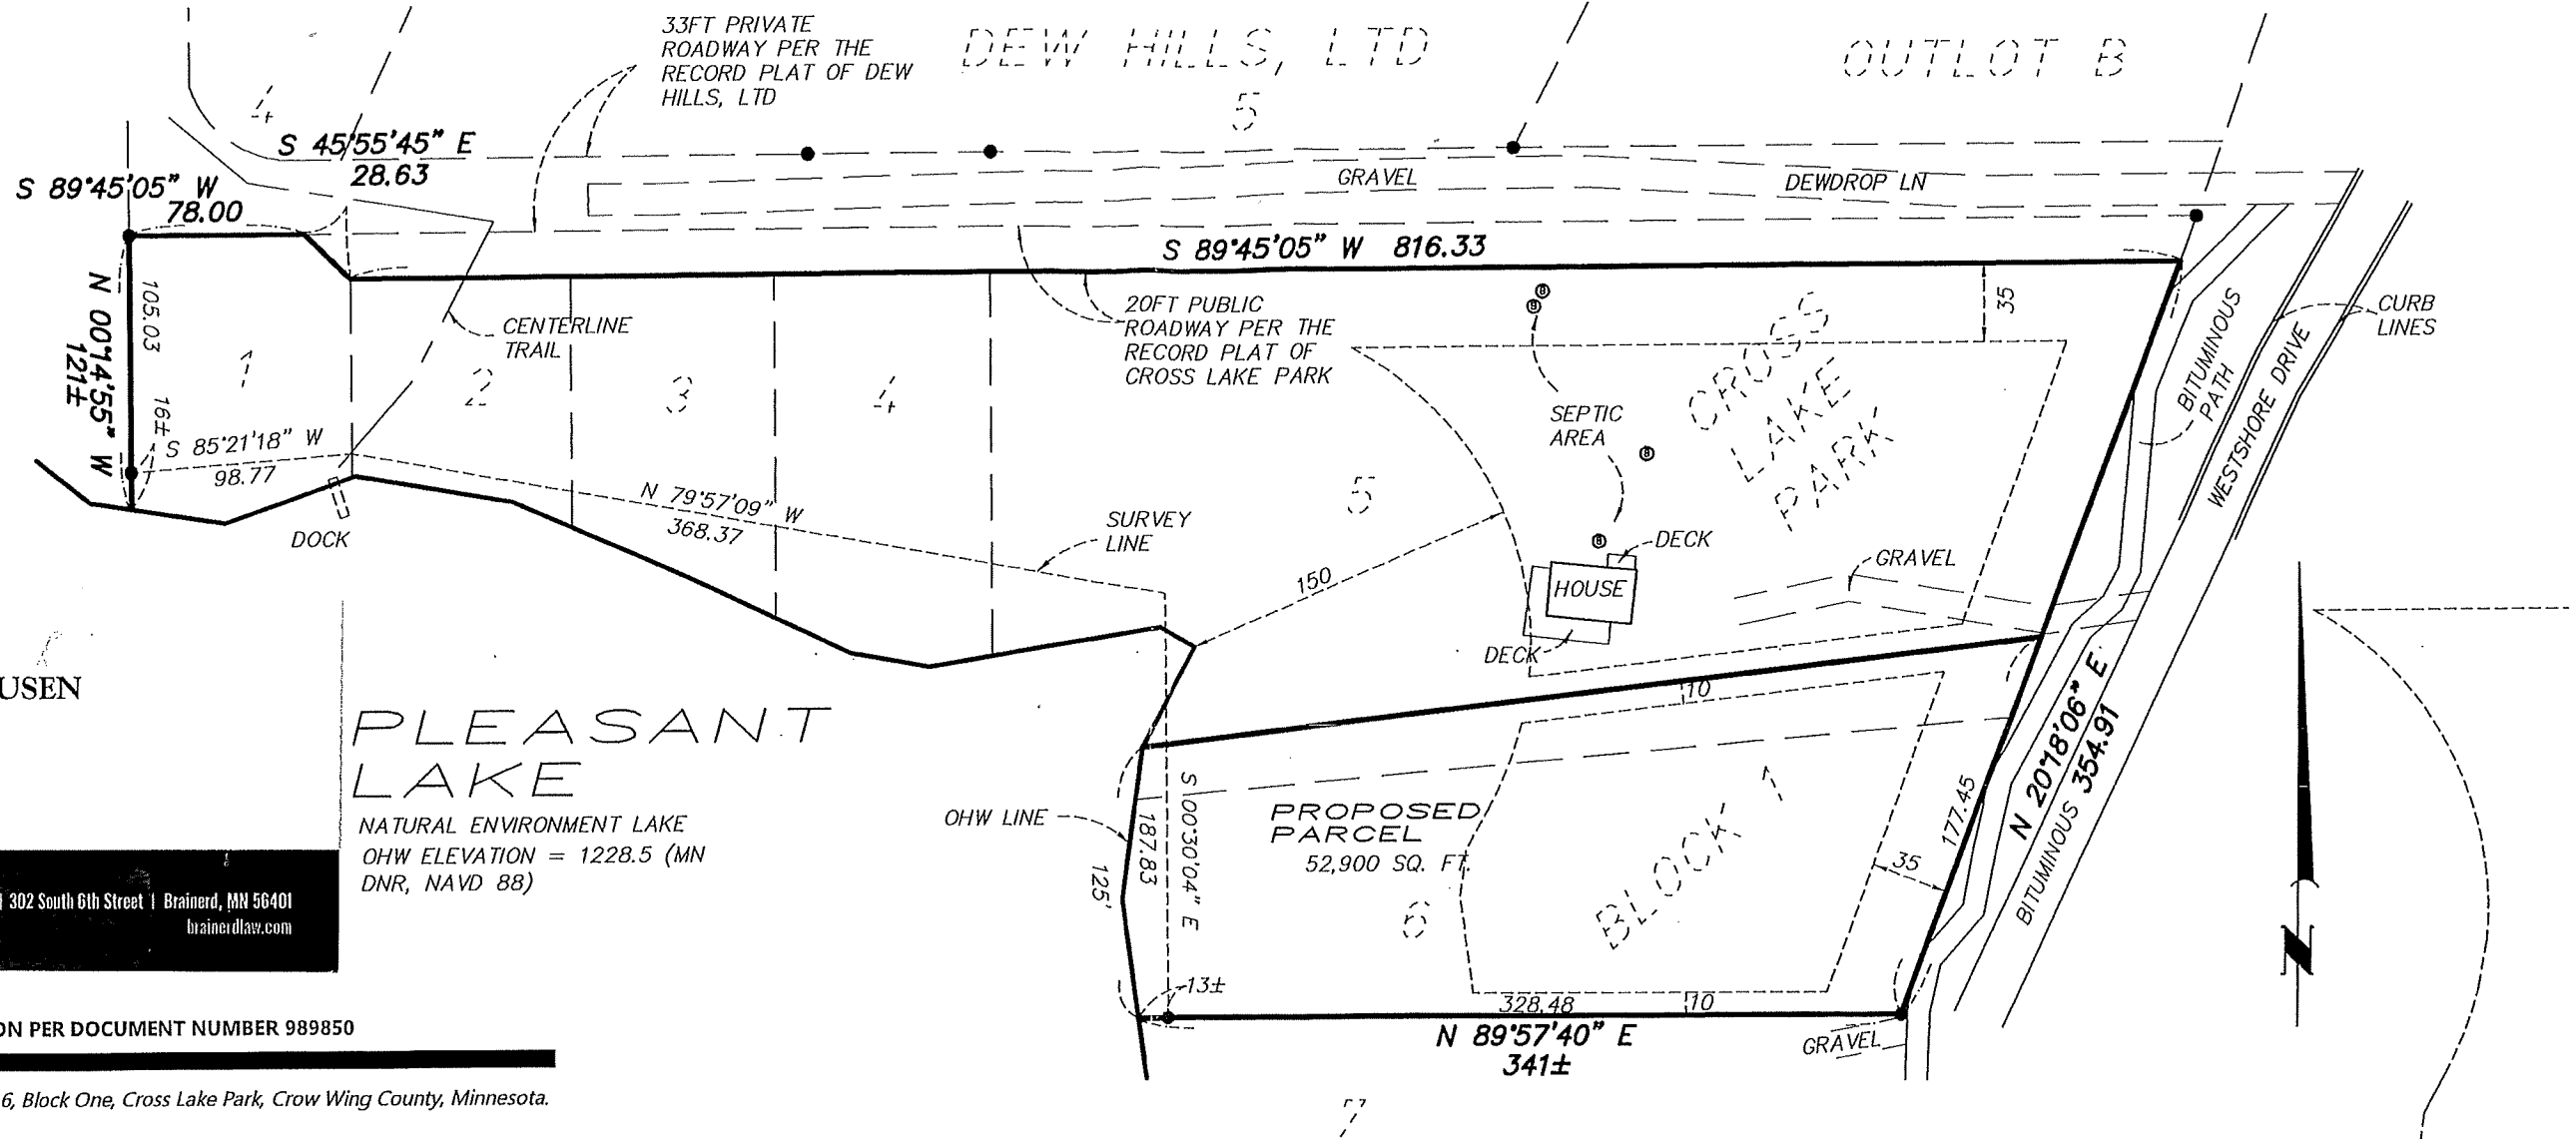 33FT PRIVATE
ROADWAY PER THE
RECORD PLAT OF DEW
HILLS, LTD
DEW HILLS, LTD
OUTLOT B
4
5
S 45°55'45" E
28.63
S 89°45'05" W
78.00
GRAVEL
DEWDROP LN
S 89°45'05" W 816.33
N 00°14'55" W
121±
105.03
16±
1
2
3
4
5
CENTERLINE
TRAIL
20FT PUBLIC
ROADWAY PER THE
RECORD PLAT OF
CROSS LAKE PARK
SEPTIC
AREA
CROSS
LAKE
PARK
35
BITUMINOUS
PATH
CURB
LINES
WESTSHORE DRIVE
S 85°21'18" W
98.77
DOCK
N 79°57'09" W
368.37
SURVEY
LINE
150
DECK
HOUSE
DECK
GRAVEL
USEN
PLEASANT
LAKE
NATURAL ENVIRONMENT LAKE
OHW ELEVATION = 1228.5 (MN
DNR, NAVD 88)
OHW LINE
187.83
125'
S 00°30'04" E
10
PROPOSED
PARCEL
52,900 SQ. FT.
6
BLOCK 1
35
177.45
N 20°18'06" E
354.91
BITUMINOUS
N
302 South 6th Street | Brainerd, MN 56401
brainerdlaw.com
13±
328.48
10
N 89°57'40" E
341±
GRAVEL
ON PER DOCUMENT NUMBER 989850
6, Block One, Cross Lake Park, Crow Wing County, Minnesota.
7